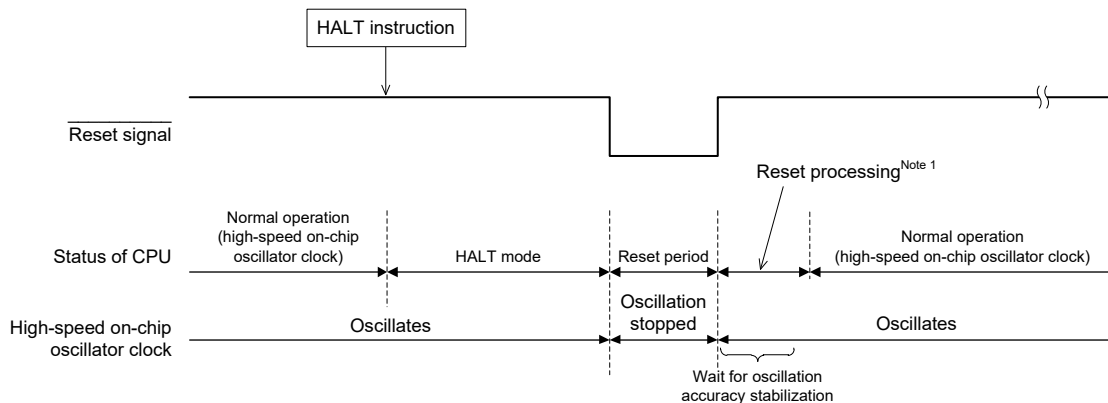 HALT instruction
Reset signal
Reset processing Note 1
Normal operation
(high-speed on-chip
oscillator clock)
Normal operation
(high-speed on-chip oscillator clock)
Status of CPU
HALT mode
Reset period
High-speed on-chip
oscillator clock
Oscillates
Oscillation
stopped
Oscillates
Wait for oscillation
accuracy stabilization